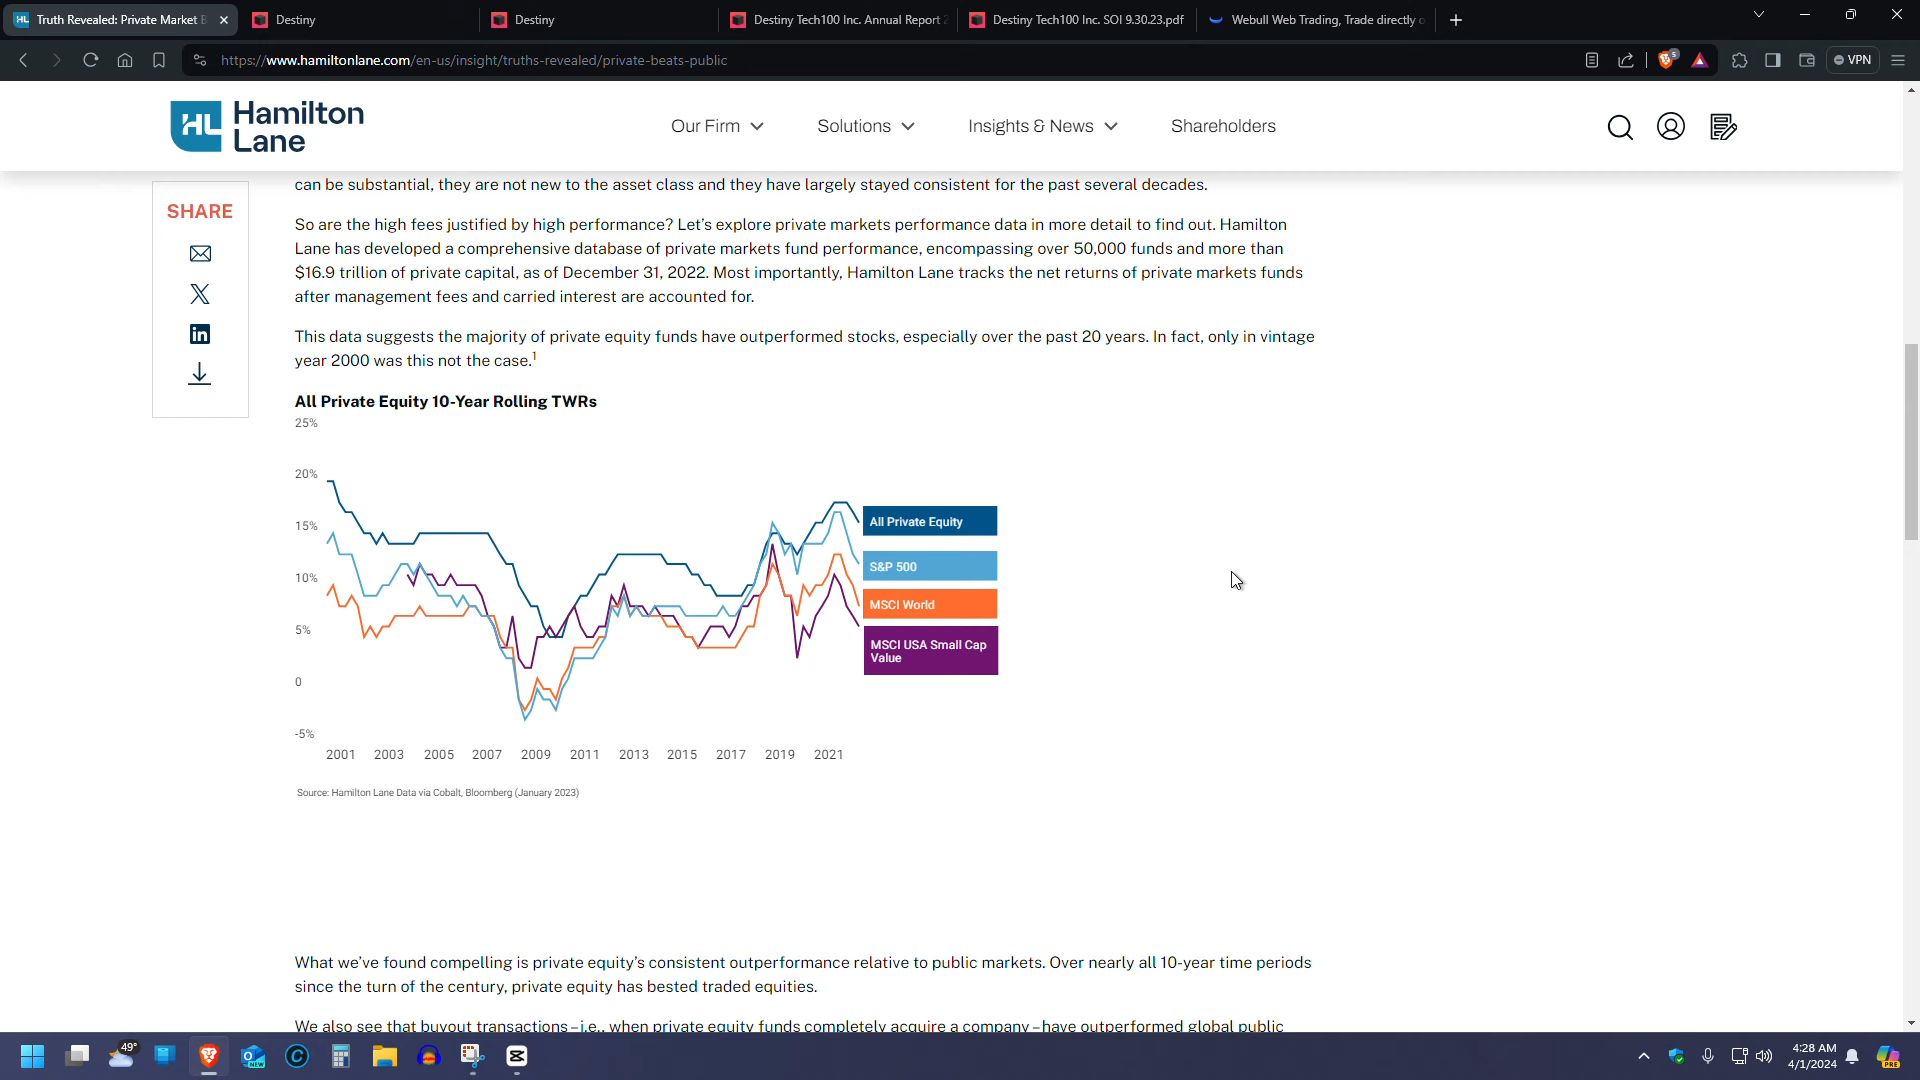 Truth Revealed: Private Market B
Destiny
Destiny
Destiny Tech100 Inc. Annual Report
Destiny Tech100 Inc. SOI 9.30.23.pdf
Webull Web Trading, Trade directly
https://www.hamiltonlane.com/en-us/insight/truths-revealed/private-beats-public
VPN
HL
Hamilton
Lane
Our Firm
Solutions
Insights & News
Shareholders
SHARE
can be substantial, they are not new to the asset class and they have largely stayed consistent for the past several decades.
So are the high fees justified by high performance? Let's explore private markets performance data in more detail to find out. Hamilton
Lane has developed a comprehensive database of private markets fund performance, encompassing over 50,000 funds and more than
$16.9 trillion of private capital, as of December 31, 2022. Most importantly, Hamilton Lane tracks the net returns of private markets funds
after management fees and carried interest are accounted for.
This data suggests the majority of private equity funds have outperformed stocks, especially over the past 20 years. In fact, only in vintage
year 2000 was this not the case.1
All Private Equity 10-Year Rolling TWRs
25%
20%
15%
10%
5%
0
-5%
All Private Equity
S&P 500
MSCI World
MSCI USA Small Cap
Value
2001 2003 2005 2007 2009 2011 2013 2015 2017 2019 2021
Source: Hamilton Lane Data via Cobalt, Bloomberg (January 2023)
What we've found compelling is private equity's consistent outperformance relative to public markets. Over nearly all 10-year time periods
since the turn of the century, private equity has bested traded equities.
We also see that buyout transactions – i.e., when private equity funds completely acquire a company – have outperformed global public
49°
4:28 AM
4/1/2024